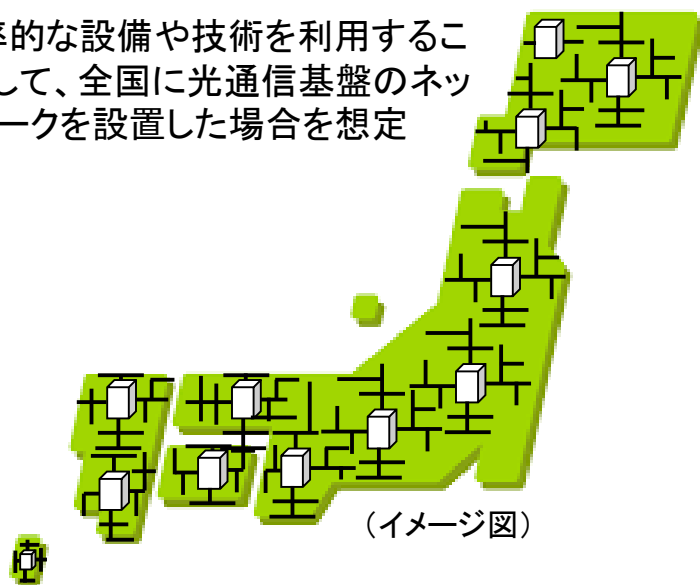 率的な設備や技術を利用するこ
して、全国に光通信基盤のネッ
ークを設置した場合を想定
（イメージ図）